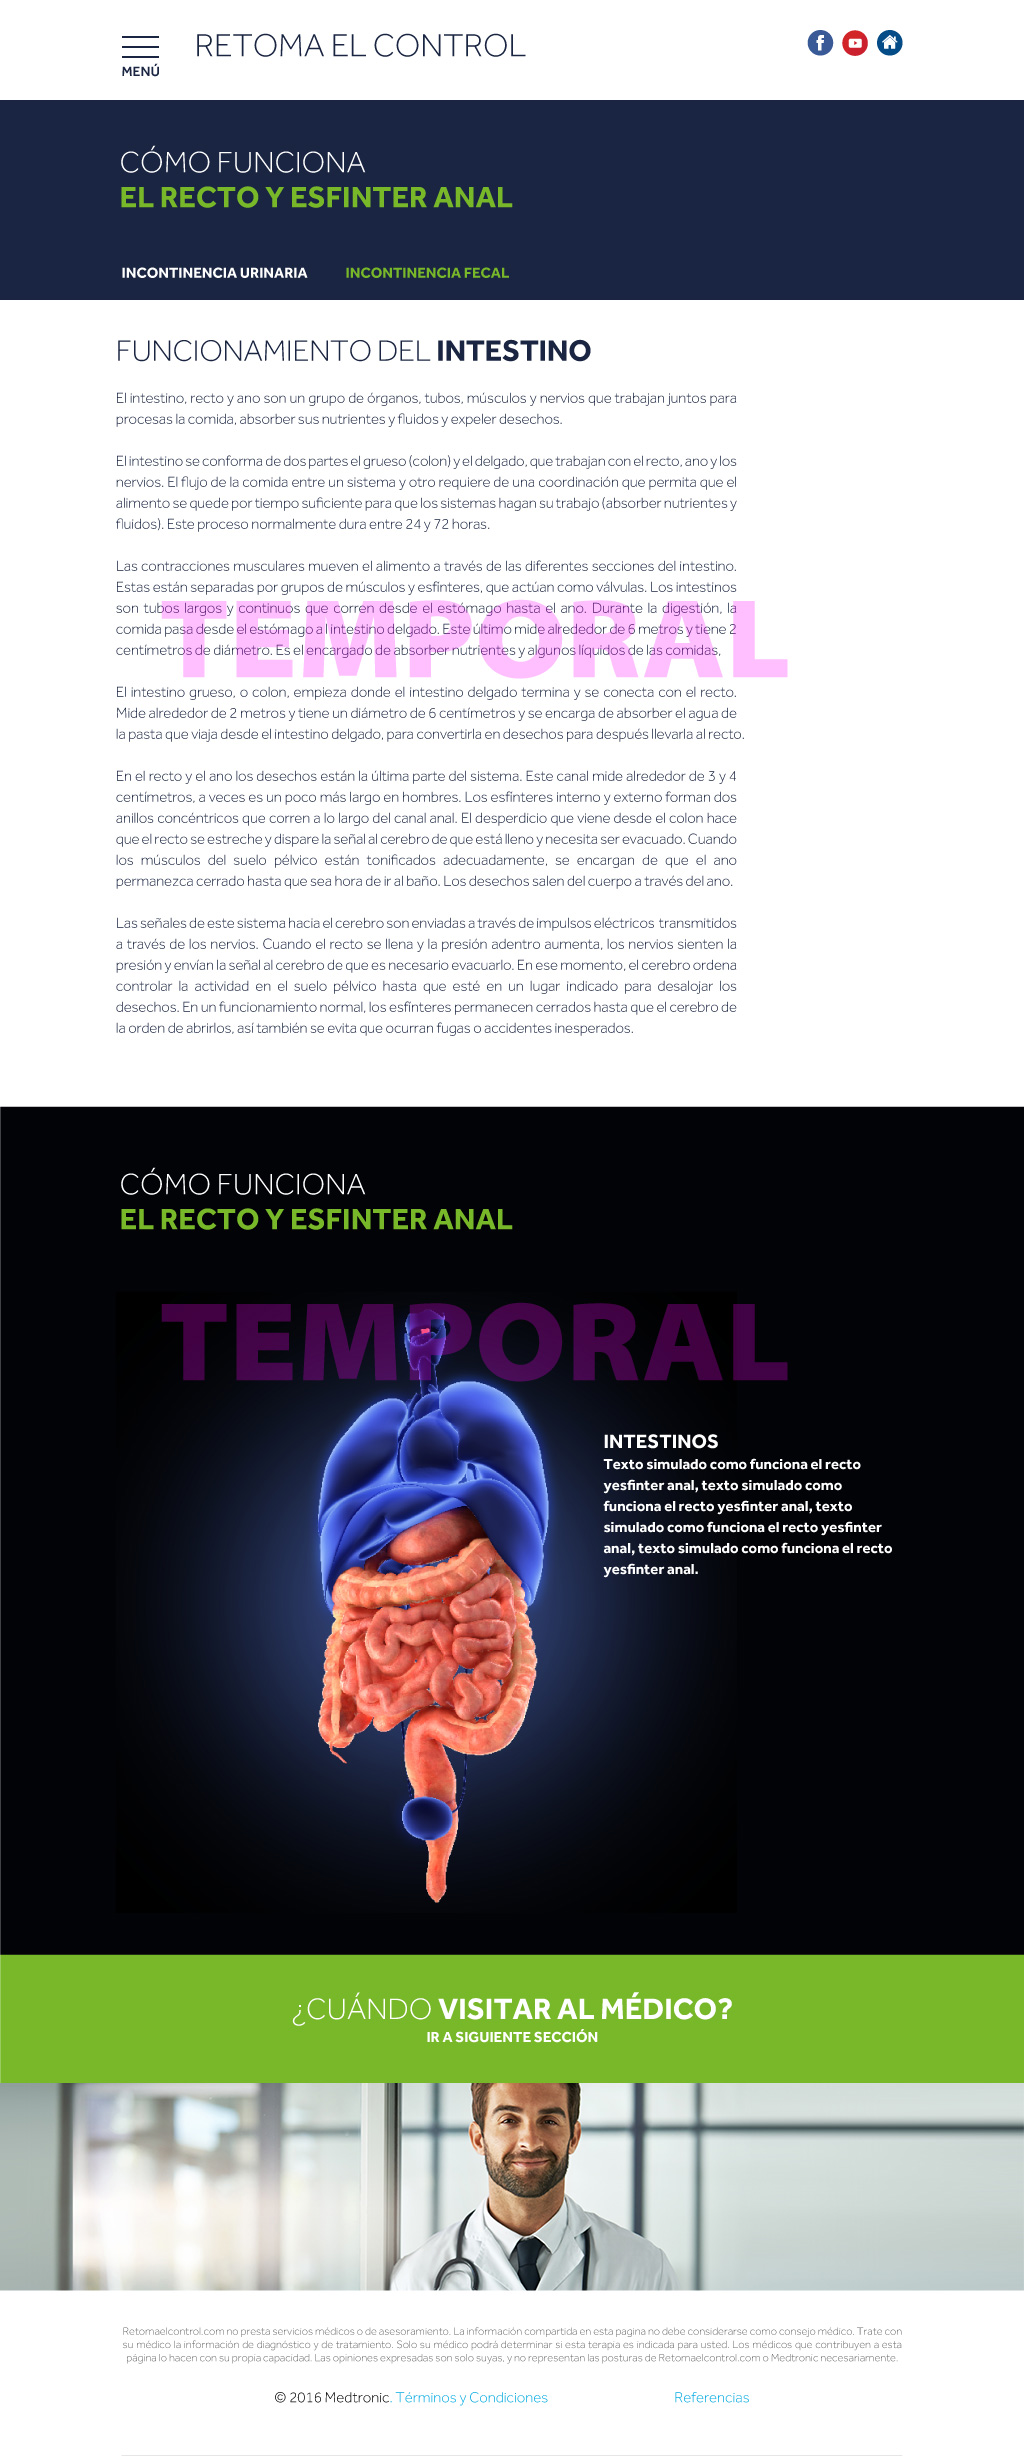 RETOMA EL CONTROL
MENÚ
CÓMO FUNCIONA
EL RECTO Y ESFINTER ANAL
INCONTINENCIA URINARIA
INCONTINENCIA FECAL
FUNCIONAMIENTO DEL INTESTINO
El intestino, recto y ano son un grupo de órganos, tubos, músculos y nervios que trabajan juntos para
procesas la comida, absorber sus nutrientes y fluidos y expeler desechos.
El intestino se conforma de dos partes el grueso (colon) y el delgado, que trabajan con el recto, ano y los
nervios. El flujo de la comida entre un sistema y otro requiere de una coordinación que permita que el
alimento se quede por tiempo suficiente para que los sistemas hagan su trabajo (absorber nutrientes y
fluidos). Este proceso normalmente dura entre 24 y 72 horas.
Las contracciones musculares mueven el alimento a través de las diferentes secciones del intestino.
Estas están separadas por grupos de músculos y esfínteres, que actúan como válvulas. Los intestinos
son tubos largos y continuos que corren desde el estómago hasta el ano. Durante la digestión, la
comida pasa desde el estómago a l intestino delgado. Este último mide alrededor de 6 metros y tiene 2
centímetros de diámetro. Es el encargado de absorber nutrientes y algunos líquidos de las comidas,
TEMPORAL
El intestino grueso, o colon, empieza donde el intestino delgado termina y se conecta con el recto.
Mide alrededor de 2 metros y tiene un diámetro de 6 centímetros y se encarga de absorber el agua de
la pasta que viaja desde el intestino delgado, para convertirla en desechos para después llevarla al recto.
En el recto y el ano los desechos están la última parte del sistema. Este canal mide alrededor de 3 y 4
centímetros, a veces es un poco más largo en hombres. Los esfínteres interno y externo forman dos
anillos concéntricos que corren a lo largo del canal anal. El desperdicio que viene desde el colon hace
que el recto se estreche y dispare la señal al cerebro de que está lleno y necesita ser evacuado. Cuando
los músculos del suelo pélvico están tonificados adecuadamente, se encargan de que el ano
permanezca cerrado hasta que sea hora de ir al baño. Los desechos salen del cuerpo a través del ano.
Las señales de este sistema hacia el cerebro son enviadas a través de impulsos eléctricos transmitidos
a través de los nervios. Cuando el recto se llena y la presión adentro aumenta, los nervios sienten la
presión y envían la señal al cerebro de que es necesario evacuarlo. En ese momento, el cerebro ordena
controlar la actividad en el suelo pélvico hasta que esté en un lugar indicado para desalojar los
desechos. En un funcionamiento normal, los esfínteres permanecen cerrados hasta que el cerebro de
la orden de abrirlos, así también se evita que ocurran fugas o accidentes inesperados.
CÓMO FUNCIONA
EL RECTO Y ESFINTER ANAL
TEMPORAL
INTESTINOS
Texto simulado como funciona el recto
yesfinter anal, texto simulado como
funciona el recto yesfinter anal, texto
simulado como funciona el recto yesfinter
anal, texto simulado como funciona el recto
yesfinter anal.
¿CUÁNDO VISITAR AL MÉDICO?
IR A SIGUIENTE SECCIÓN
Retomaelcontrol.com no presta servicios médicos o de asesoramiento. La información compartida en esta pagina no debe considerarse como consejo médico. Trate con
su médico la información de diagnóstico y de tratamiento. Solo su médico podrá determinar si esta terapia es indicada para usted. Los médicos que contribuyen a esta
página lo hacen con su propia capacidad. Las opiniones expresadas son solo suyas, y no representan las posturas de Retomaelcontrol.com o Medtronic necesariamente.
© 2016 Medtronic. Términos y Condiciones
Referencias